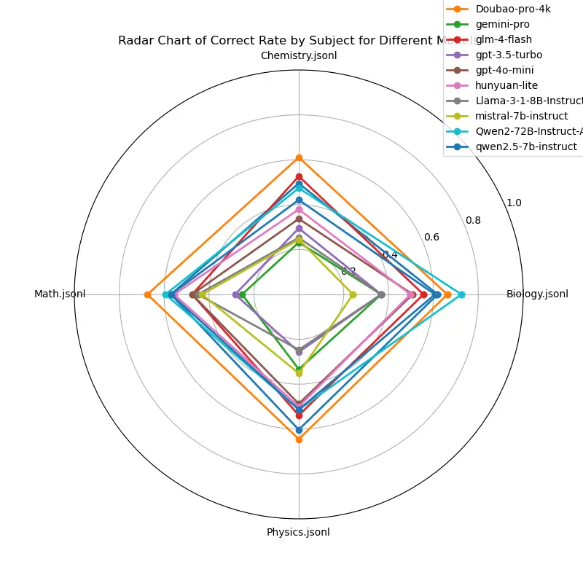 Doubao-pro-4k
Radar Chart of Correct Rate by Subject for Different M
glm-4-flash
gemini-pro
Chemistry.jsonl
gpt-3.5-turbo
gpt-4o-mini
hunyuan-lite
Llama-3-1-8B-Instruct
mistral-7b-instruct
Qwen2-72B-Instruct-A
qwen2.5-7b-instruct
1.0
0.8
0.6
0.4
0.2
Math.jsonl
Biology.jsonl
Physics.jsonl